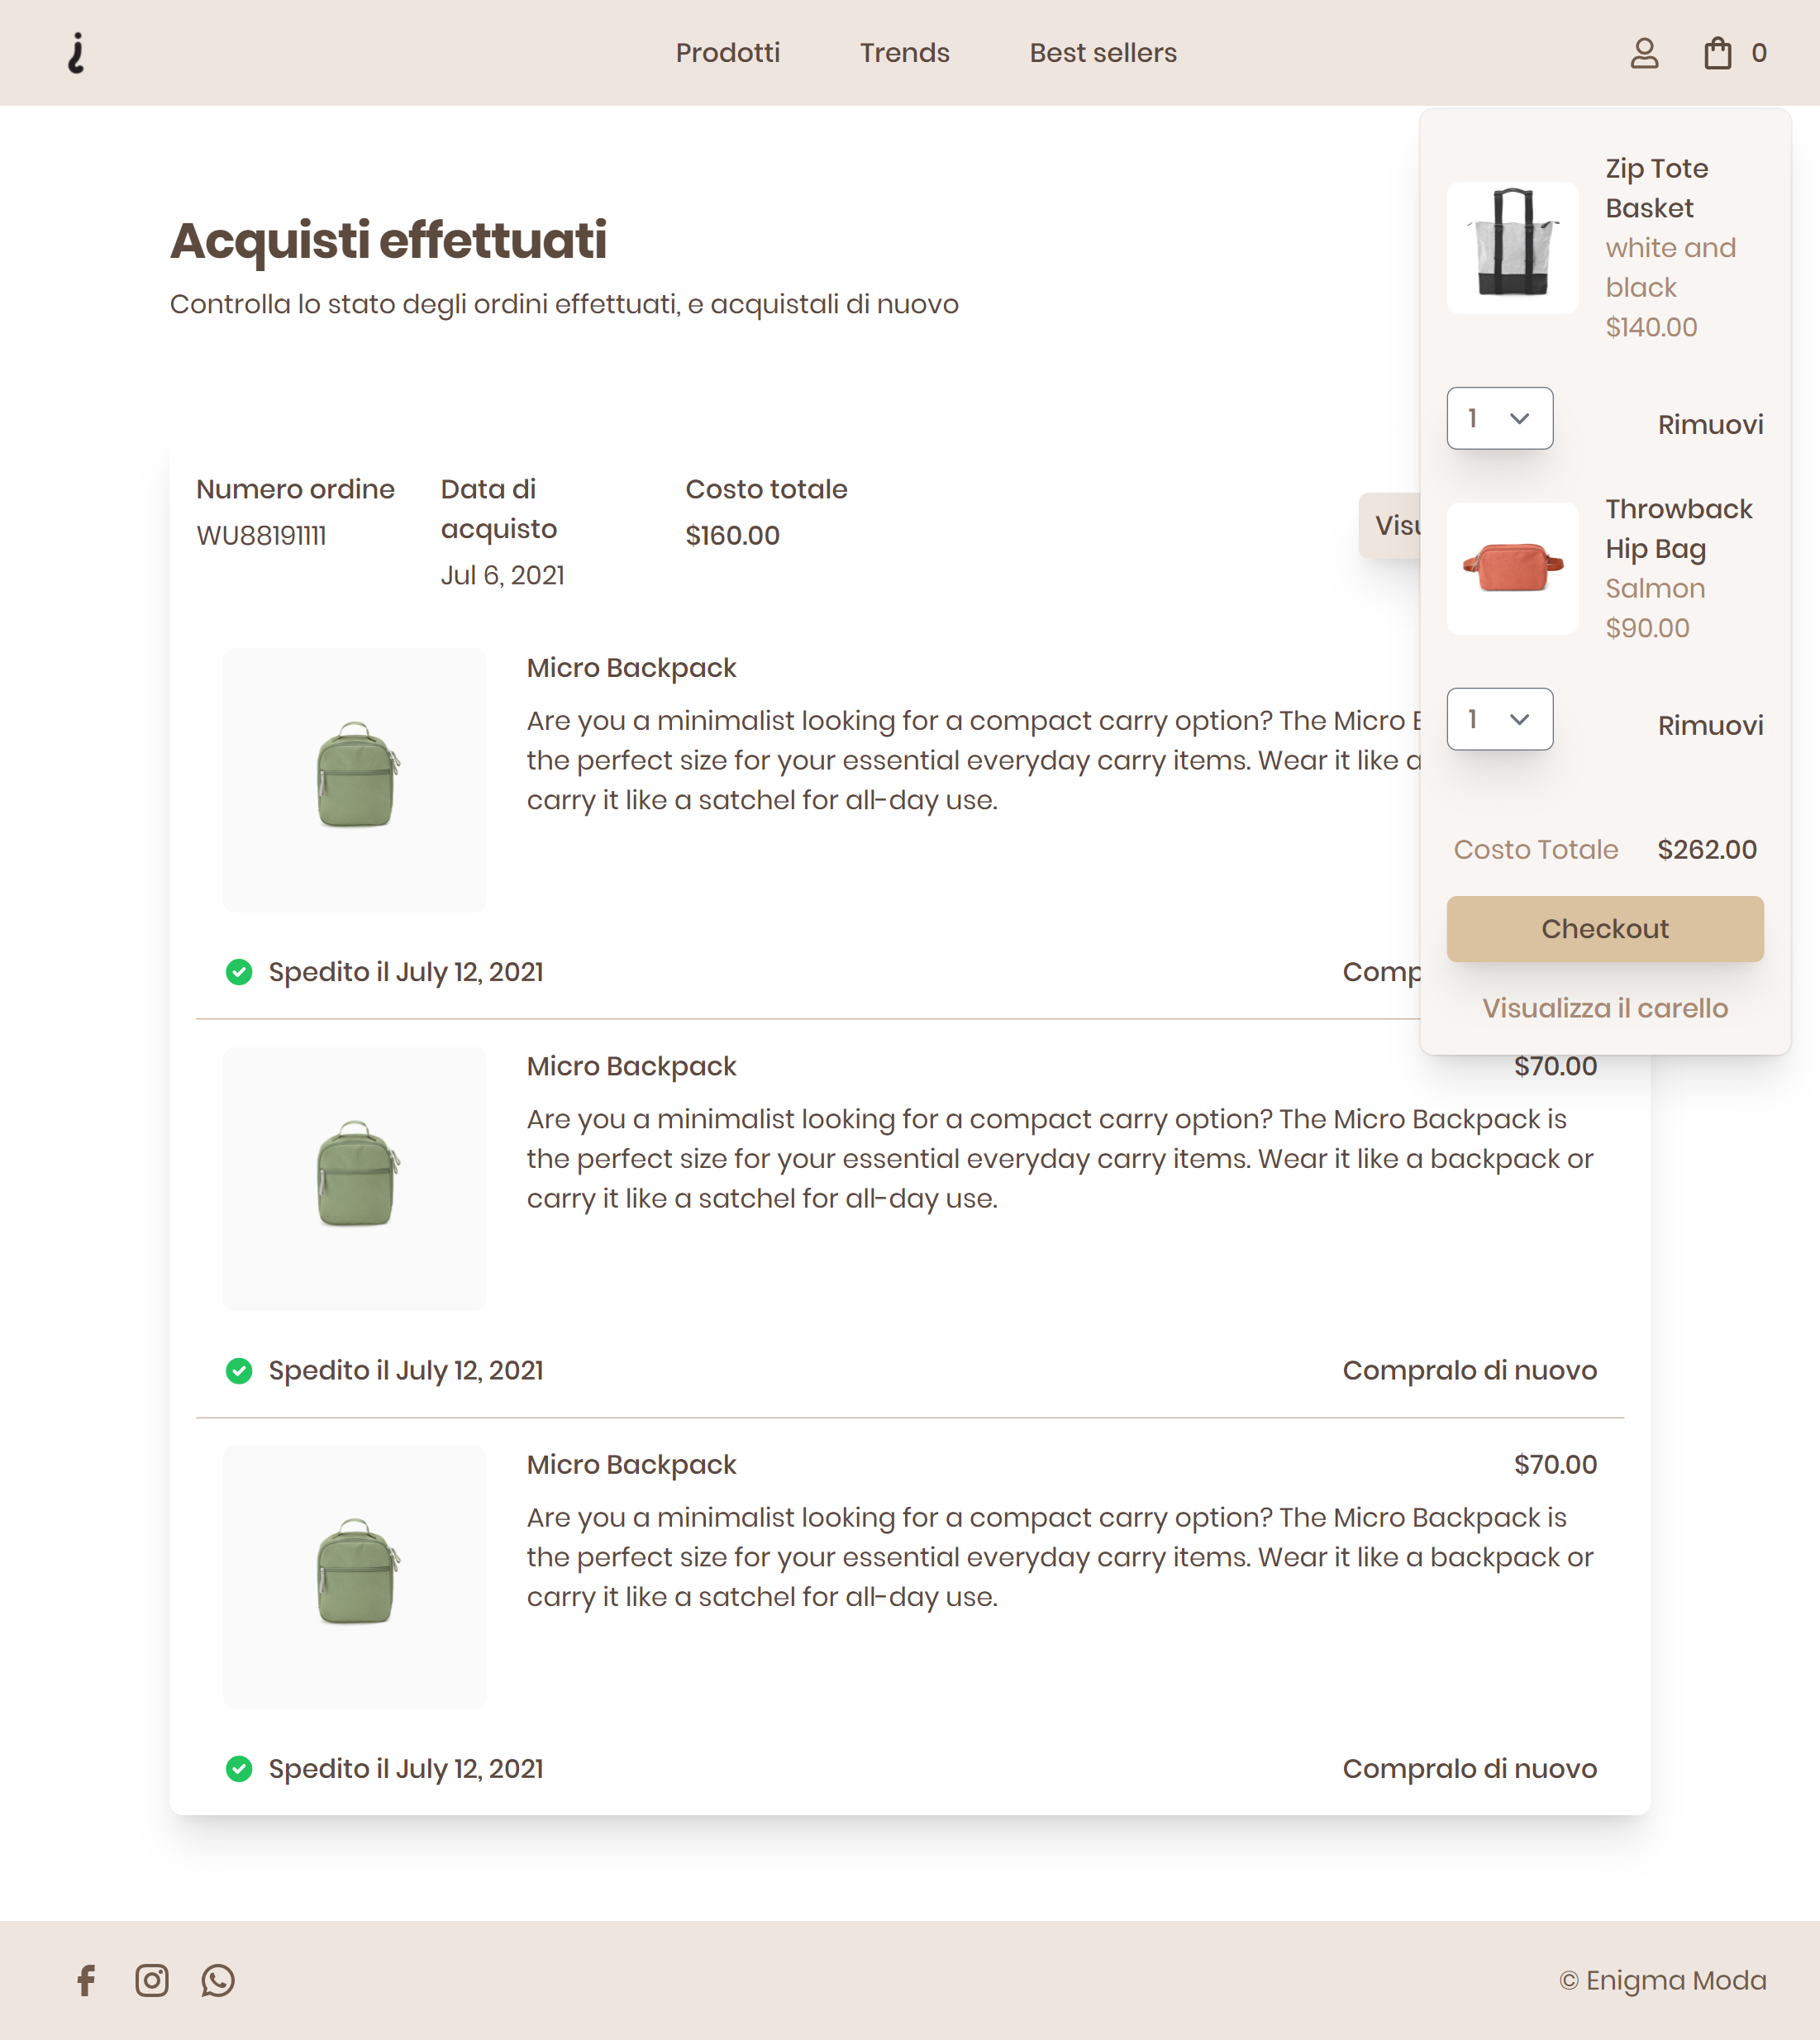 Prodotti
Trends
Best sellers
0
Acquisti effettuati
Controlla lo stato degli ordini effettuati, e acquistali di nuovo
Numero ordine
WU88191111
Data di
acquisto
Jul 6, 2021
Costo totale
$160.00
Micro Backpack
Are you a minimalist looking for a compact carry option? The Micro
the perfect size for your essential everyday carry items. Wear it like a
carry it like a satchel for all-day use.
Spedito il July 12, 2021
Micro Backpack
$70.00
Are you a minimalist looking for a compact carry option? The Micro Backpack is
the perfect size for your essential everyday carry items. Wear it like a backpack or
carry it like a satchel for all-day use.
Spedito il July 12, 2021
Compralo di nuovo
Micro Backpack
$70.00
Are you a minimalist looking for a compact carry option? The Micro Backpack is
the perfect size for your essential everyday carry items. Wear it like a backpack or
carry it like a satchel for all-day use.
Spedito il July 12, 2021
Compralo di nuovo
Zip Tote
Basket
white and
black
$140.00
1
Rimuovi
Throwback
Hip Bag
Salmon
$90.00
1
Rimuovi
Costo Totale
$262.00
Checkout
Visualizza il carello
© Enigma Moda